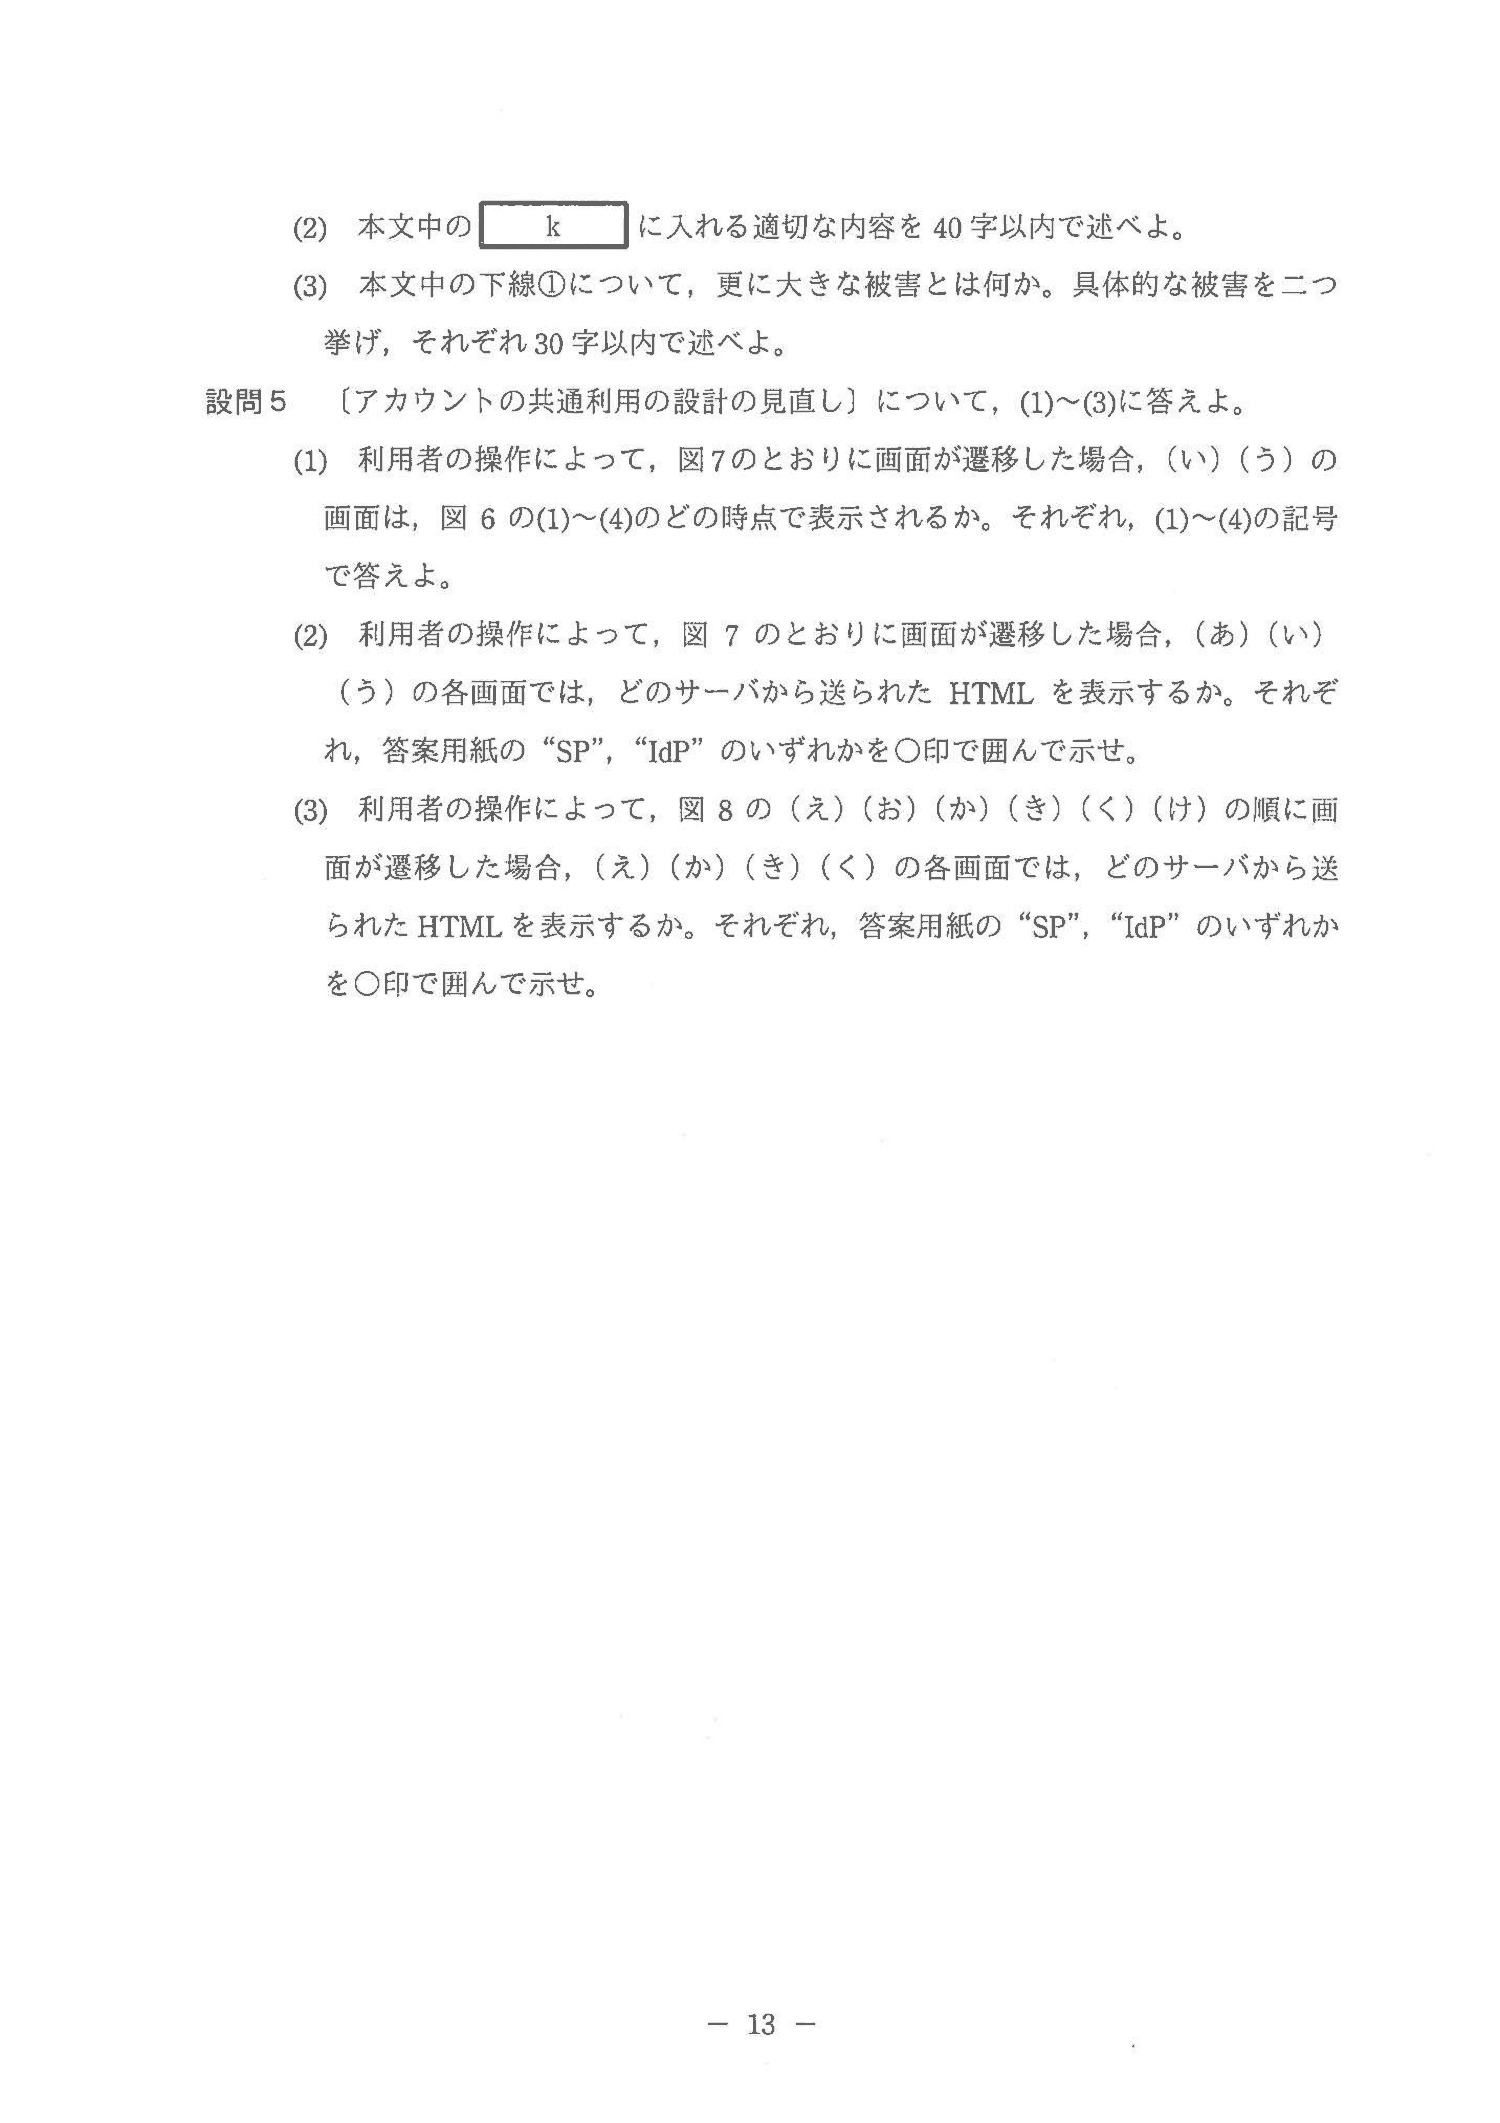 (2) 本文中の k に入れる適切な内容を 40 字以内で述べよ。
(3) 本文中の下線①について，更に大きな被害とは何か。具体的な被害を二つ
挙げ，それぞれ 30 字以内で述べよ。
設問5 〔アカウントの共通利用の設計の見直し〕について，(1)～(3)に答えよ。
(1) 利用者の操作によって，図7のとおりに画面が遷移した場合，（い）（う）の
画面は，図 6 の(1)～(4)のどの時点で表示されるか。それぞれ，(1)～(4)の記号
で答えよ。
(2) 利用者の操作によって，図 7 のとおりに画面が遷移した場合，（あ）（い）
（う）の各画面では，どのサーバから送られた HTML を表示するか。それぞ
れ，答案用紙の “SP”，“IdP” のいずれかを○印で囲んで示せ。
(3) 利用者の操作によって，図 8 の（え）（お）（か）（き）（く）（け）の順に画
面が遷移した場合，（え）（か）（き）（く）の各画面では，どのサーバから送
られた HTML を表示するか。それぞれ，答案用紙の “SP”，“IdP” のいずれか
を○印で囲んで示せ。
－ 13 －